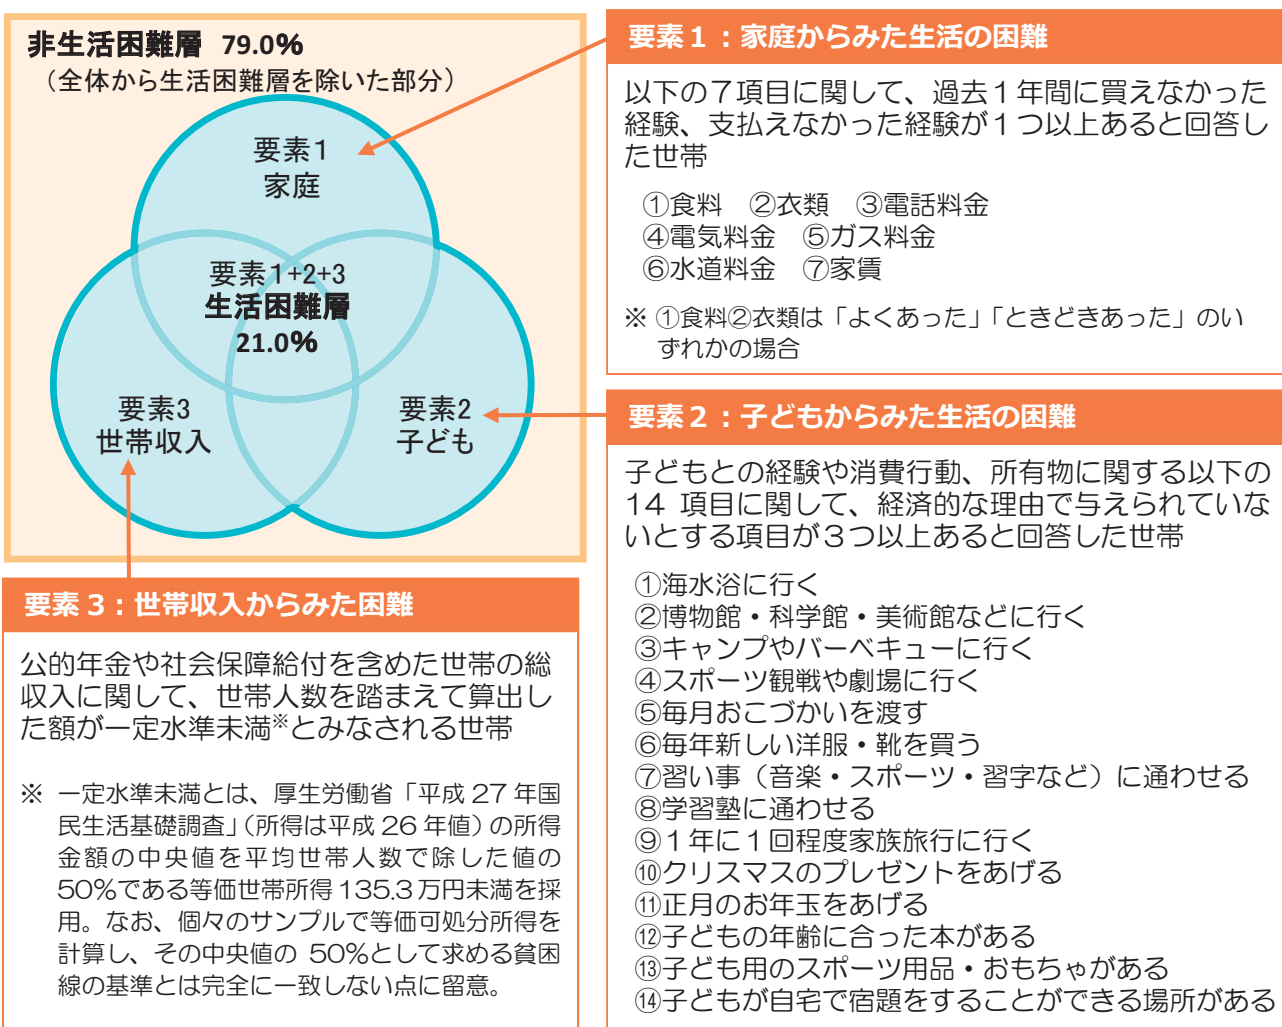 非生活困難層 79.0%
(全体から生活困難層を除いた部分)
要素1
家庭
要素1+2+3
生活困難層
21.0%
要素3
世帯収入
要素2
子ども
要素1:家庭からみた生活の困難
以下の7項目に関して、過去1年間に買えなかった
経験、支払えなかった経験が1つ以上あると回答し
た世帯
①食料 ②衣類 ③電話料金
④電気料金 ⑤ガス料金
⑥水道料金 ⑦家賃
※ ①食料②衣類は「よくあった」「ときどきあった」のい
ずれかの場合
要素2:子どもからみた生活の困難
子どもとの経験や消費行動、所有物に関する以下の
14 項目に関して、経済的な理由で与えられていな
いとする項目が3つ以上あると回答した世帯
①海水浴に行く
②博物館・科学館・美術館などに行く
③キャンプやバーベキューに行く
④スポーツ観戦や劇場に行く
⑤毎月おこづかいを渡す
⑥毎年新しい洋服・靴を買う
⑦習い事(音楽・スポーツ・習字など)に通わせる
⑧学習塾に通わせる
⑨1年に1回程度家族旅行に行く
⑩クリスマスのプレゼントをあげる
⑪正月のお年玉をあげる
⑫子どもの年齢に合った本がある
⑬子ども用のスポーツ用品・おもちゃがある
⑭子どもが自宅で宿題をすることができる場所がある
要素3:世帯収入からみた困難
公的年金や社会保障給付を含めた世帯の総
収入に関して、世帯人数を踏まえて算出し
た額が一定水準未満※とみなされる世帯
※ 一定水準未満とは、厚生労働省「平成 27 年国
民生活基礎調査」(所得は平成 26 年値)の所得
金額の中央値を平均世帯人数で除した値の
50%である等価世帯所得 135.3 万円未満を採
用。なお、個々のサンプルで等価可処分所得を
計算し、その中央値の 50%として求める貧困
線の基準とは完全に一致しない点に留意。